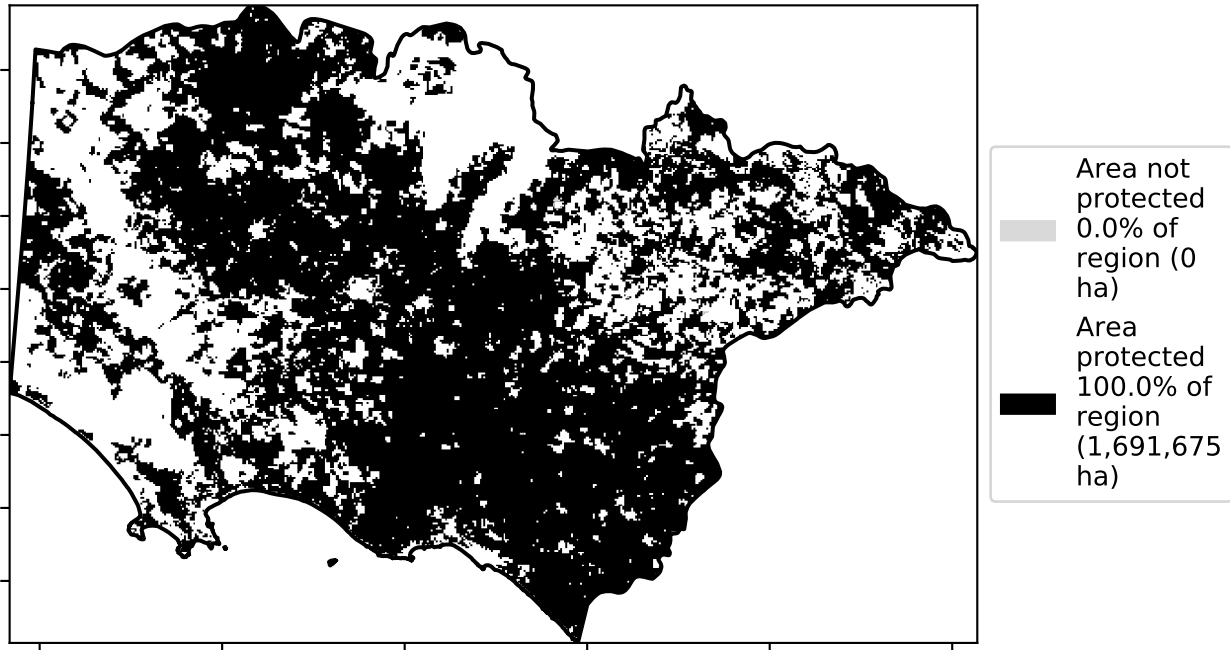 Area not
protected
0.0% of
region (0
ha)
Area
protected
100.0% of
region
(1,691,675
ha)